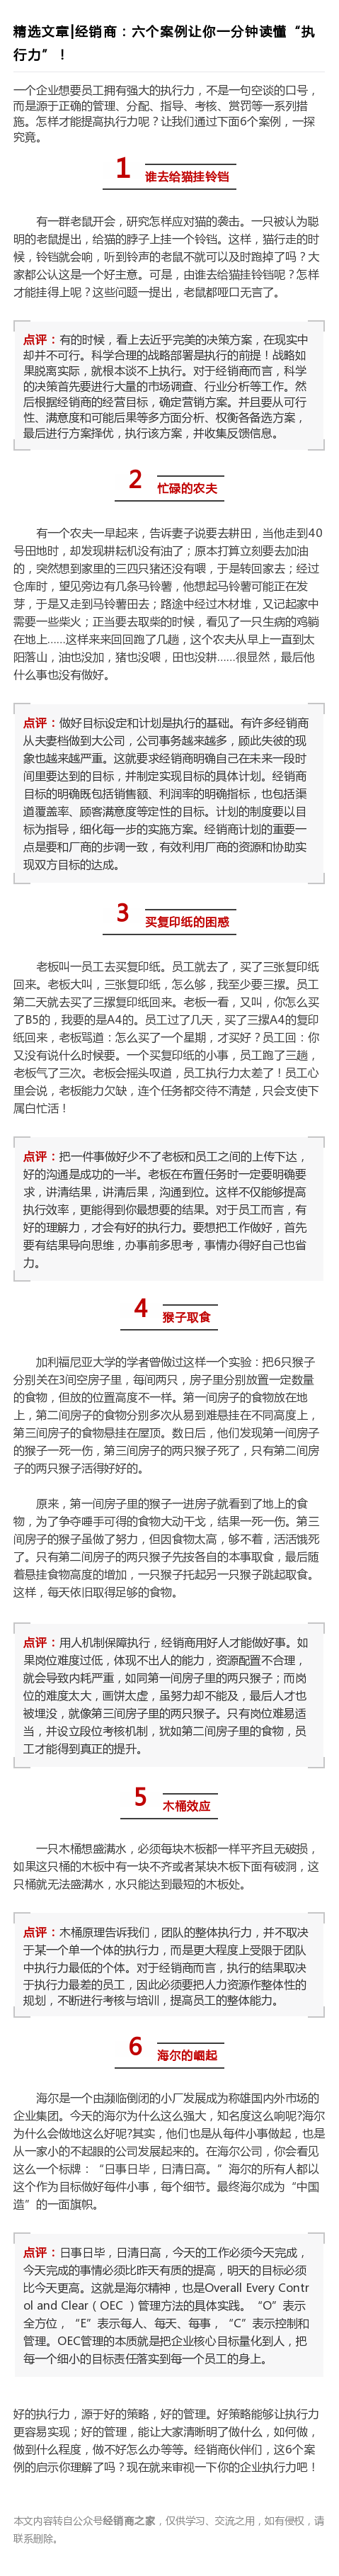 精选文章|经销商：六个案例让你一分钟读懂“执
行力”！
一个企业想要员工拥有强大的执行力，不是一句空谈的口号，
而是源于正确的管理、分配、指导、考核、赏罚等一系列措
施。怎样才能提高执行力呢？让我们通过下面6个案例，一探
究竟。
1
谁去给猫挂铃铛
有一群老鼠开会，研究怎样应对猫的袭击。一只被认为聪
明的老鼠提出，给猫的脖子上挂一个铃铛。这样，猫行走的时
候，铃铛就会响，听到铃声的老鼠不就可以及时跑掉了吗？大
家都公认这是一个好主意。可是，由谁去给猫挂铃铛呢？怎样
才能挂得上呢？这些问题一提出，老鼠都哑口无言了。
点评：有的时候，看上去近乎完美的决策方案，在现实中
却并不可行。科学合理的战略部署是执行的前提！战略如
果脱离实际，就根本谈不上执行。对于经销商而言，科学
的决策首先要进行大量的市场调查、行业分析等工作。然
后根据经销商的经营目标，确定营销方案。并且要从可行
性、满意度和可能后果等多方面分析、权衡各备选方案，
最后进行方案择优，执行该方案，并收集反馈信息。
2
忙碌的农夫
有一个农夫一早起来，告诉妻子说要去耕田，当他走到40
号田地时，却发现耕耘机没有油了；原本打算立刻要去加油
的，突然想到家里的三四只猪还没有喂，于是转回家去；经过
仓库时，望见旁边有几条马铃薯，他想起马铃薯可能正在发
芽，于是又走到马铃薯田去；路途中经过木材堆，又记起家中
需要一些柴火；正当要去取柴的时候，看见了一只生病的鸡躺
在地上……这样来来回回跑了几趟，这个农夫从早上一直到太
阳落山，油也没加，猪也没喂，田也没耕……很显然，最后他
什么事也没有做好。
点评：做好目标设定和计划是执行的基础。有许多经销商
从夫妻档做到大公司，公司事务越来越多，顾此失彼的现
象也越来越严重。这就要求经销商明确自己在未来一段时
间里要达到的目标，并制定实现目标的具体计划。经销商
目标的明确既包括销售额、利润率的明确指标，也包括渠
道覆盖率、顾客满意度等定性的目标。计划的制度要以目
标为指导，细化每一步的实施方案。经销商计划的重要一
点是要和厂商的步调一致，有效利用厂商的资源和协助实
现双方目标的达成。
3
买复印纸的困惑
老板叫一员工去买复印纸。员工就去了，买了三张复印纸
回来。老板大叫，三张复印纸，怎么够，我至少要三摞。员工
第二天就去买了三摞复印纸回来。老板一看，又叫，你怎么买
了B5的，我要的是A4的。员工过了几天，买了三摞A4的复印
纸回来，老板骂道：怎么买了一个星期，才买好？员工回：你
又没有说什么时候要。一个买复印纸的小事，员工跑了三趟，
老板气了三次。老板会摇头叹道，员工执行力太差了！员工心
里会说，老板能力欠缺，连个任务都交待不清楚，只会支使下
属白忙活！
点评：把一件事做好少不了老板和员工之间的上传下达，
好的沟通是成功的一半。老板在布置任务时一定要明确要
求，讲清结果，讲清后果，沟通到位。这样不仅能够提高
执行效率，更能得到你最想要的结果。对于员工而言，有
好的理解力，才会有好的执行力。要想把工作做好，首先
要有结果导向思维，办事前多思考，事情办得好自己也省
力。
4
猴子取食
加利福尼亚大学的学者曾做过这样一个实验：把6只猴子
分别关在3间空房子里，每间两只，房子里分别放置一定数量
的食物，但放的位置高度不一样。第一间房子的食物放在地
上，第二间房子的食物分别多次从易到难悬挂在不同高度上，
第三间房子的食物悬挂在屋顶。数日后，他们发现第一间房子
的猴子一死一伤，第三间房子的两只猴子死了，只有第二间房
子的两只猴子活得好好的。
原来，第一间房子里的猴子一进房子就看到了地上的食
物，为了争夺唾手可得的食物大动干戈，结果一死一伤。第三
间房子的猴子虽做了努力，但因食物太高，够不着，活活饿死
了。只有第二间房子的两只猴子先按各自的本事取食，最后随
着悬挂食物高度的增加，一只猴子托起另一只猴子跳起取食。
这样，每天依旧取得足够的食物。
点评：用人机制保障执行，经销商用好人才能做好事。如
果岗位难度过低，体现不出人的能力，资源配置不合理，
就会导致内耗严重，如同第一间房子里的两只猴子；而岗
位的难度太大，画饼太虚，虽努力却不能及，最后人才也
被埋没，就像第三间房子里的两只猴子。只有岗位难易适
当，并设立段位考核机制，犹如第二间房子里的食物，员
工才能得到真正的提升。
5
木桶效应
一只木桶想盛满水，必须每块木板都一样平齐且无破损，
如果这只桶的木板中有一块不齐或者某块木板下面有破洞，这
只桶就无法盛满水，水只能达到最短的木板处。
点评：木桶原理告诉我们，团队的整体执行力，并不取决
于某一个单一个体的执行力，而是更大程度上受限于团队
中执行力最低的个体。对于经销商而言，执行的结果取决
于执行力最差的员工，因此必须要把人力资源作整体性的
规划，不断进行考核与培训，提高员工的整体能力。
6
海尔的崛起
海尔是一个由濒临倒闭的小厂发展成为称雄国内外市场的
企业集团。今天的海尔为什么这么强大，知名度这么响呢?海尔
为什么会做地这么好呢?其实，他们也是从每件小事做起，也是
从一家小的不起眼的公司发展起来的。在海尔公司，你会看见
这么一个标牌：“日事日毕，日清日高。”海尔的所有人都以
这个作为目标做好每件小事，每个细节。最终海尔成为“中国
造”的一面旗帜。
点评：日事日毕，日清日高，今天的工作必须今天完成，
今天完成的事情必须比昨天有质的提高，明天的目标必须
比今天更高。这就是海尔精神，也是Overall Every Contr
ol and Clear（OEC ）管理方法的具体实践。“O”表示
全方位，“E”表示每人、每天、每事，“C”表示控制和
管理。OEC管理的本质就是把企业核心目标量化到人，把
每一个细小的目标责任落实到每一个员工的身上。
好的执行力，源于好的策略，好的管理。好策略能够让执行力
更容易实现；好的管理，能让大家清晰明了做什么，如何做，
做到什么程度，做不好怎么办等等。经销商伙伴们，这6个案
例的启示你理解了吗？现在就来审视一下你的企业执行力吧！
本文内容转自公众号经销商之家，仅供学习、交流之用，如有侵权，请
联系删除。